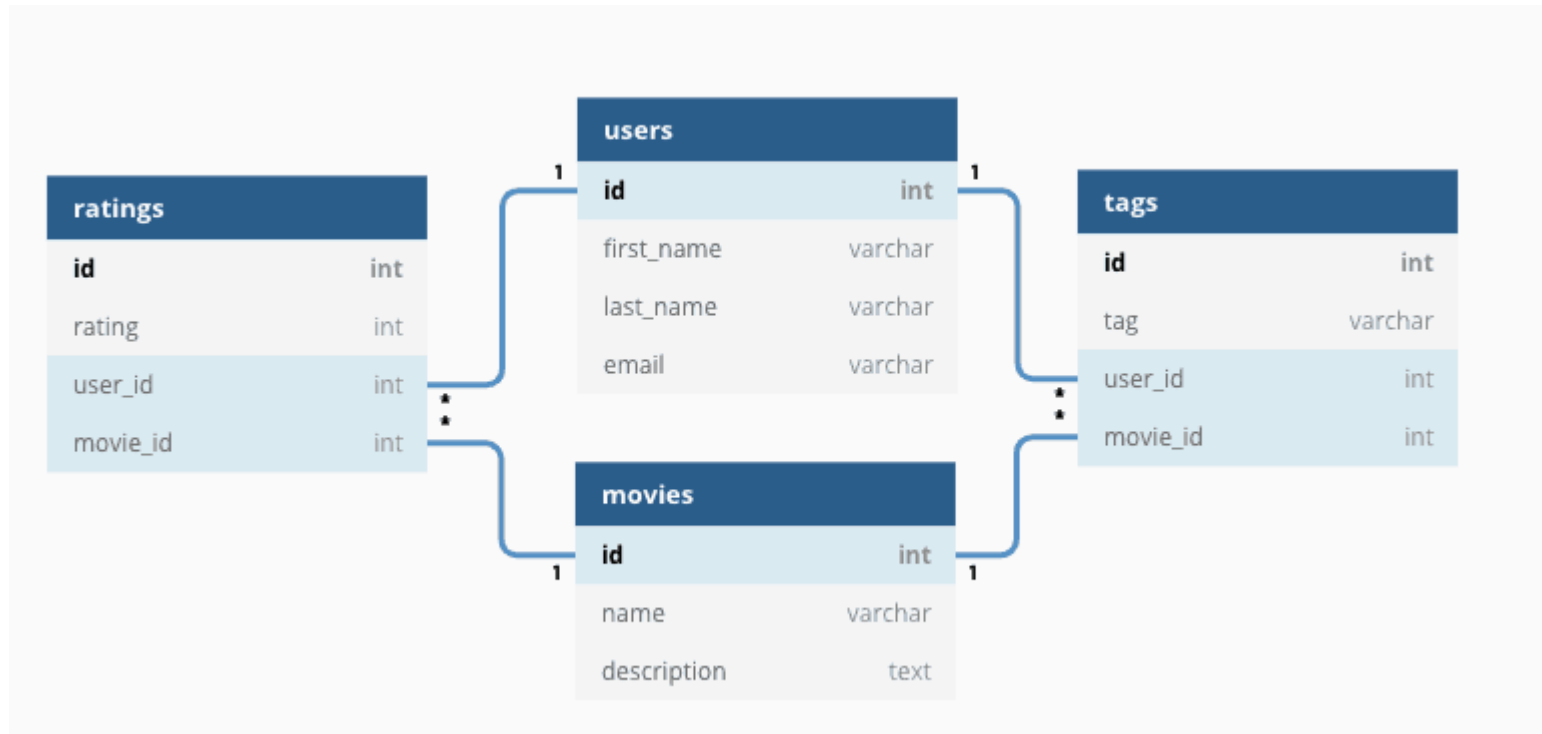 ratings
id int
rating int
user_id int
movie_id int
*
*
1
users
id int
first_name varchar
last_name varchar
email varchar
1
movies
id int
name varchar
description text
1
1
tags
id int
tag varchar
user_id int
movie_id int
*
*